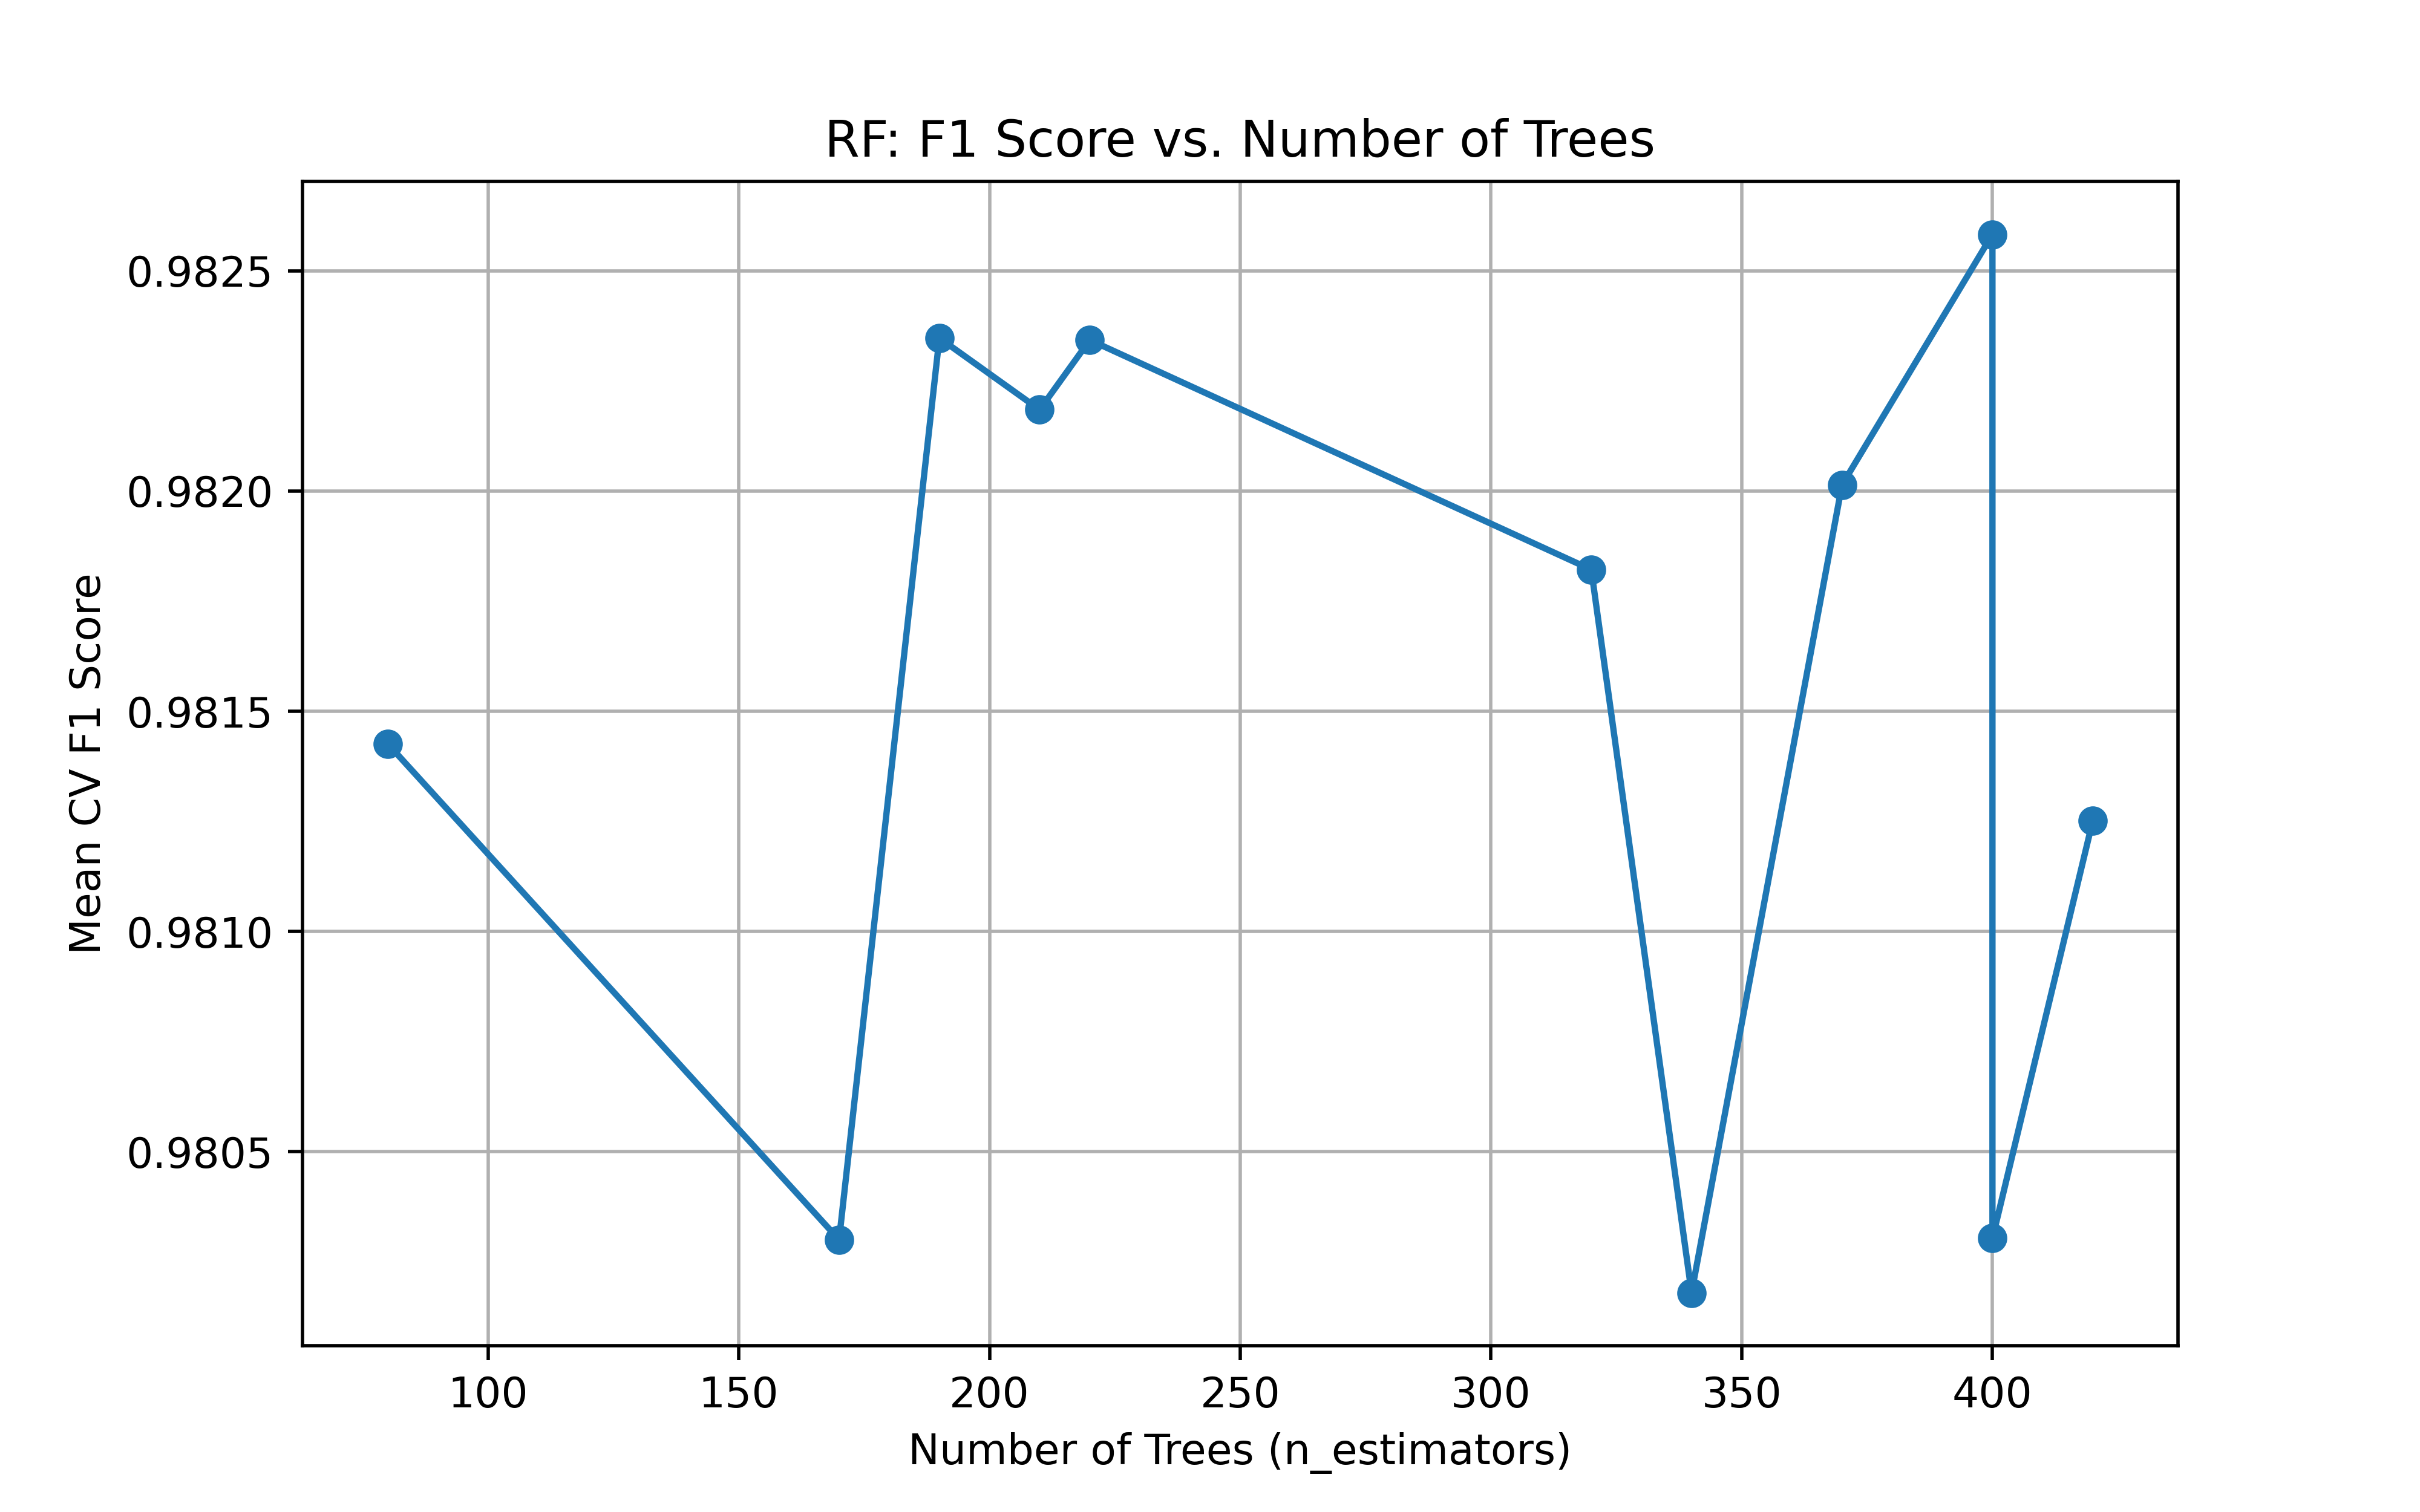 RF: F1 Score vs. Number of Trees
Mean CV F1 Score
0.9825
0.9820
0.9815
0.9810
0.9805
100 150 200 250 300 350 400
Number of Trees (n_estimators)